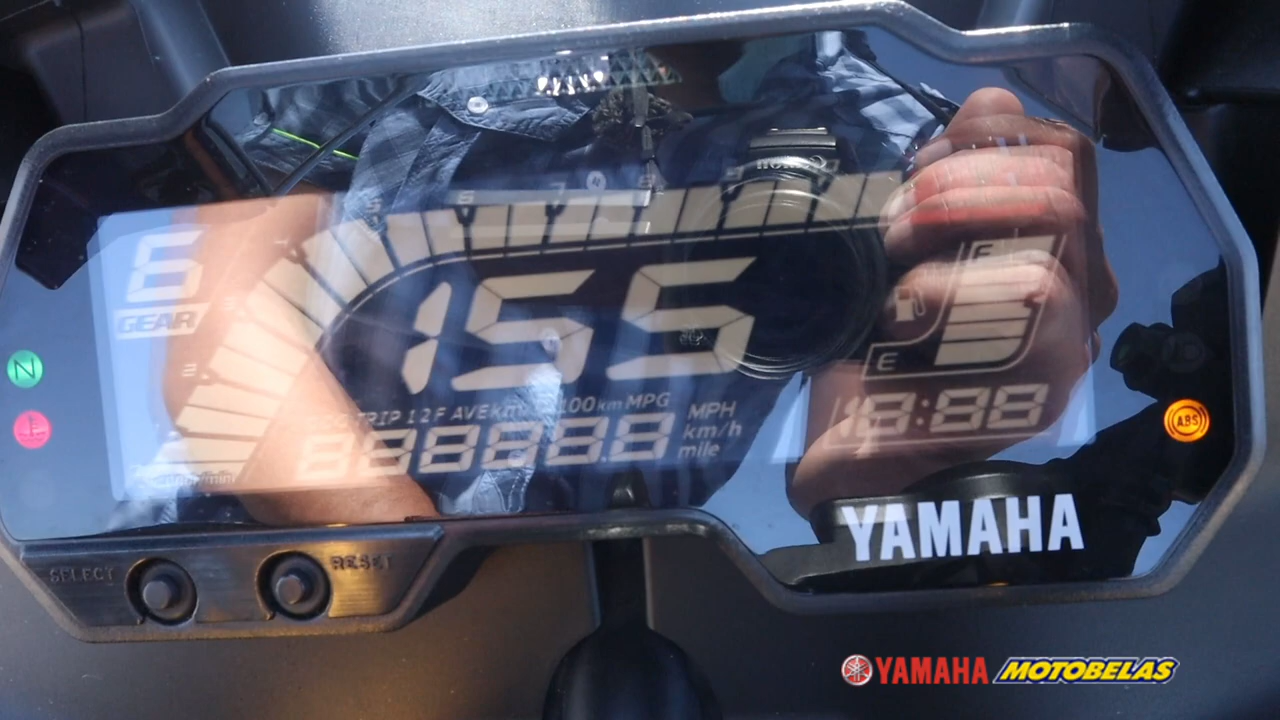 6
GEAR
155
F
E
TRIP 1 2 F AVE km 100 km MPG
888888.8
MPH
km/h
mile
18:88
N
ABS
YAMAHA
SELECT
RESET
YAMAHA MOTOBELAS